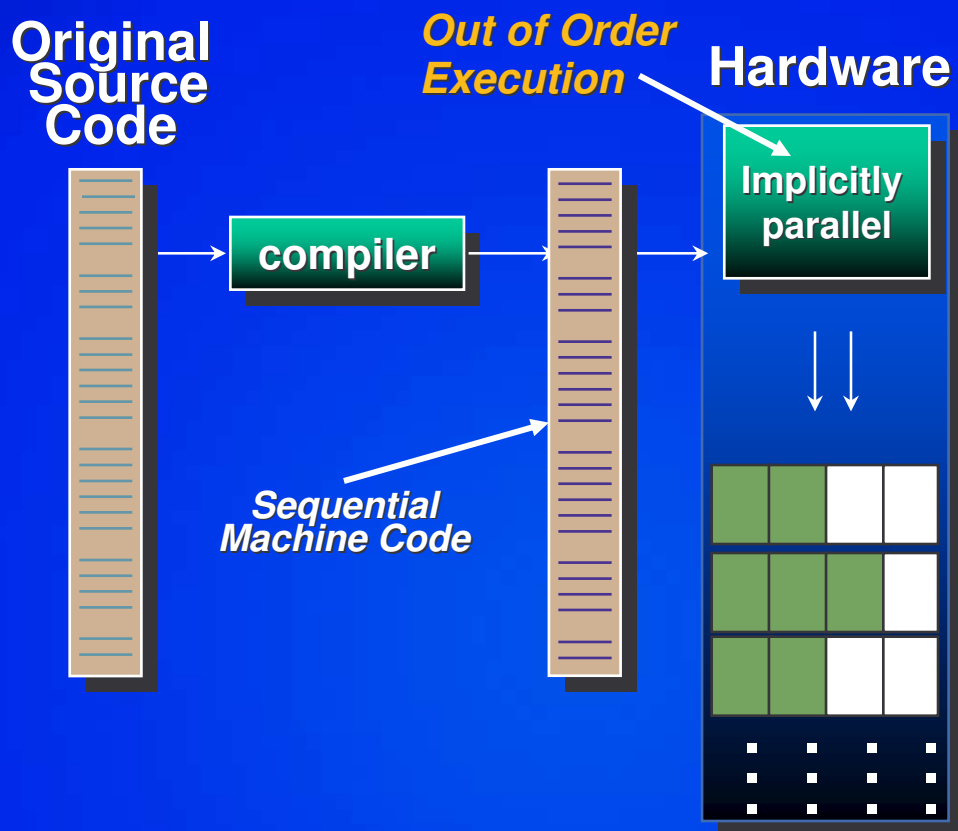 Original
Source
Code
Out of Order
Execution
Hardware
Implicitly
parallel
compiler
Sequential
Machine Code